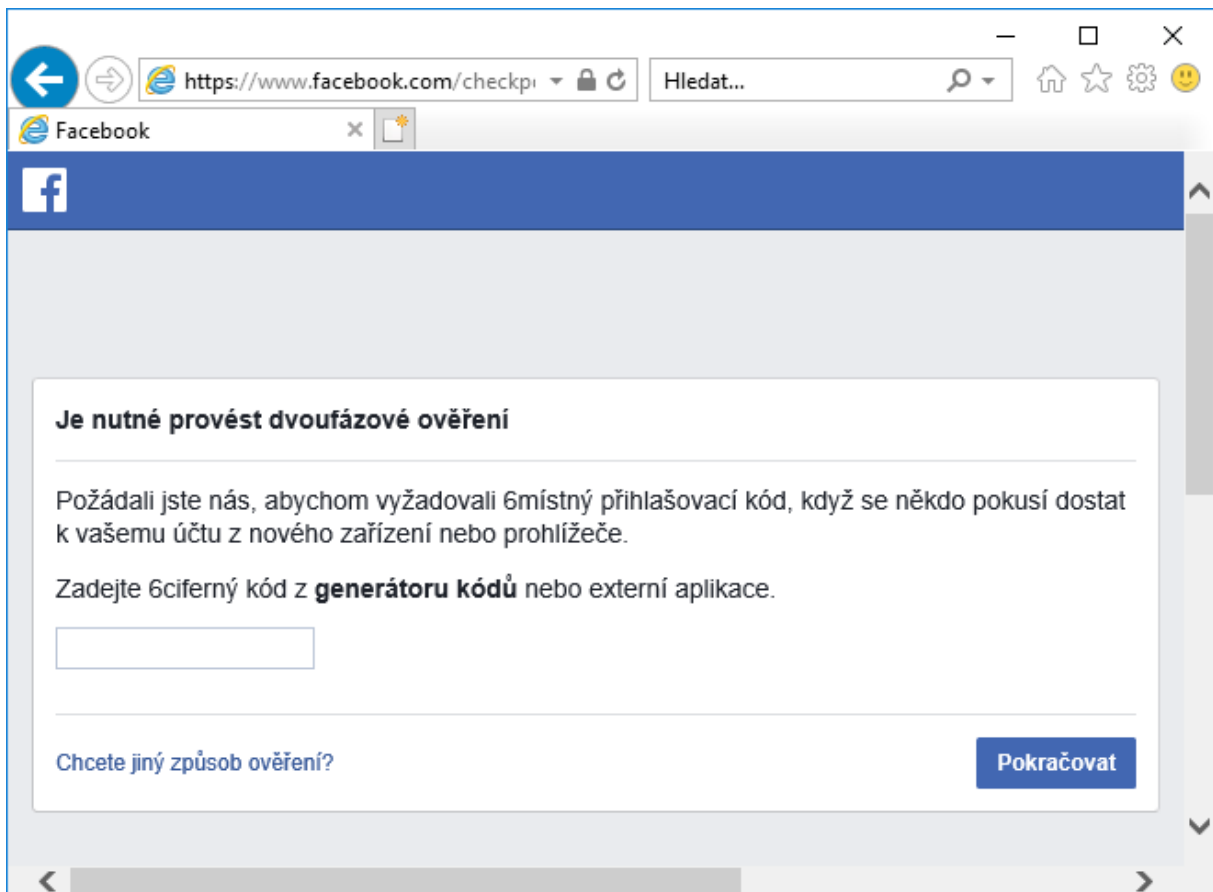 https://www.facebook.com/checkp
Hledat...
Facebook
Je nutné provést dvoufázové ověření
Požádali jste nás, abychom vyžadovali 6místný přihlašovací kód, když se někdo pokusí dostat
k vašemu účtu z nového zařízení nebo prohlížeče.
Zadejte 6ciferný kód z generátoru kódů nebo externí aplikace.
Chcete jiný způsob ověření?
Pokračovat